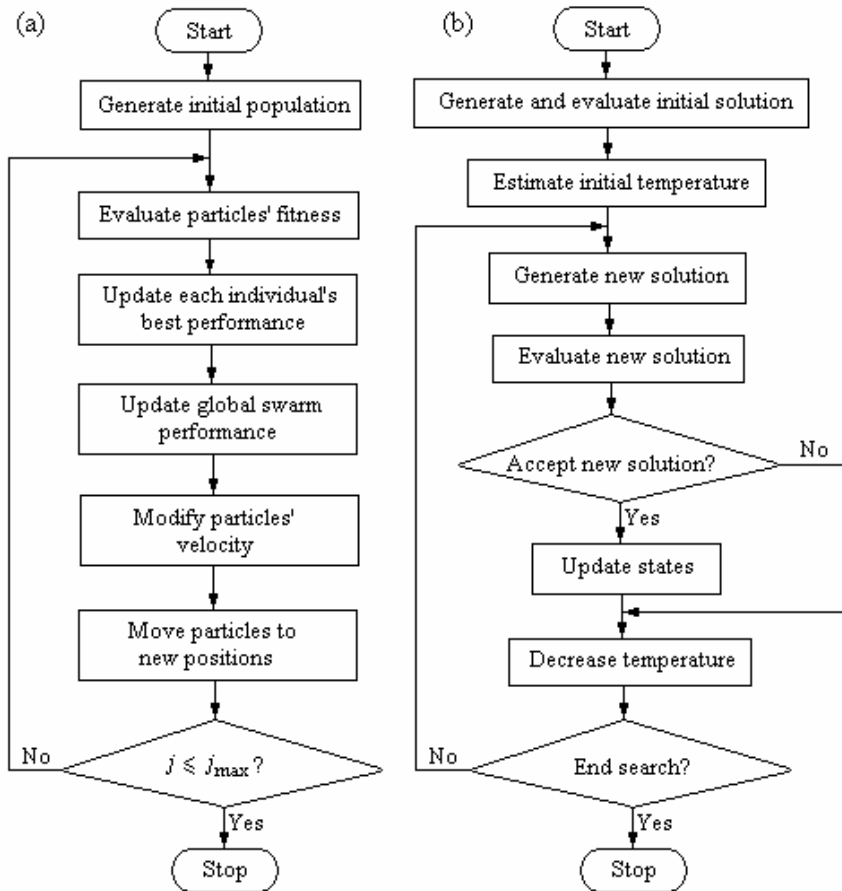 (a)
Start
Generate initial population
Evaluate particles' fitness
Update each individual's
best performance
Update global swarm
performance
Modify particles'
velocity
Move particles to
new positions
No
j ⩽ jmax?
Yes
Stop
(b)
Start
Generate and evaluate initial solution
Estimate initial temperature
Generate new solution
Evaluate new solution
Accept new solution?
No
Yes
Update states
Decrease temperature
No
End search?
Yes
Stop